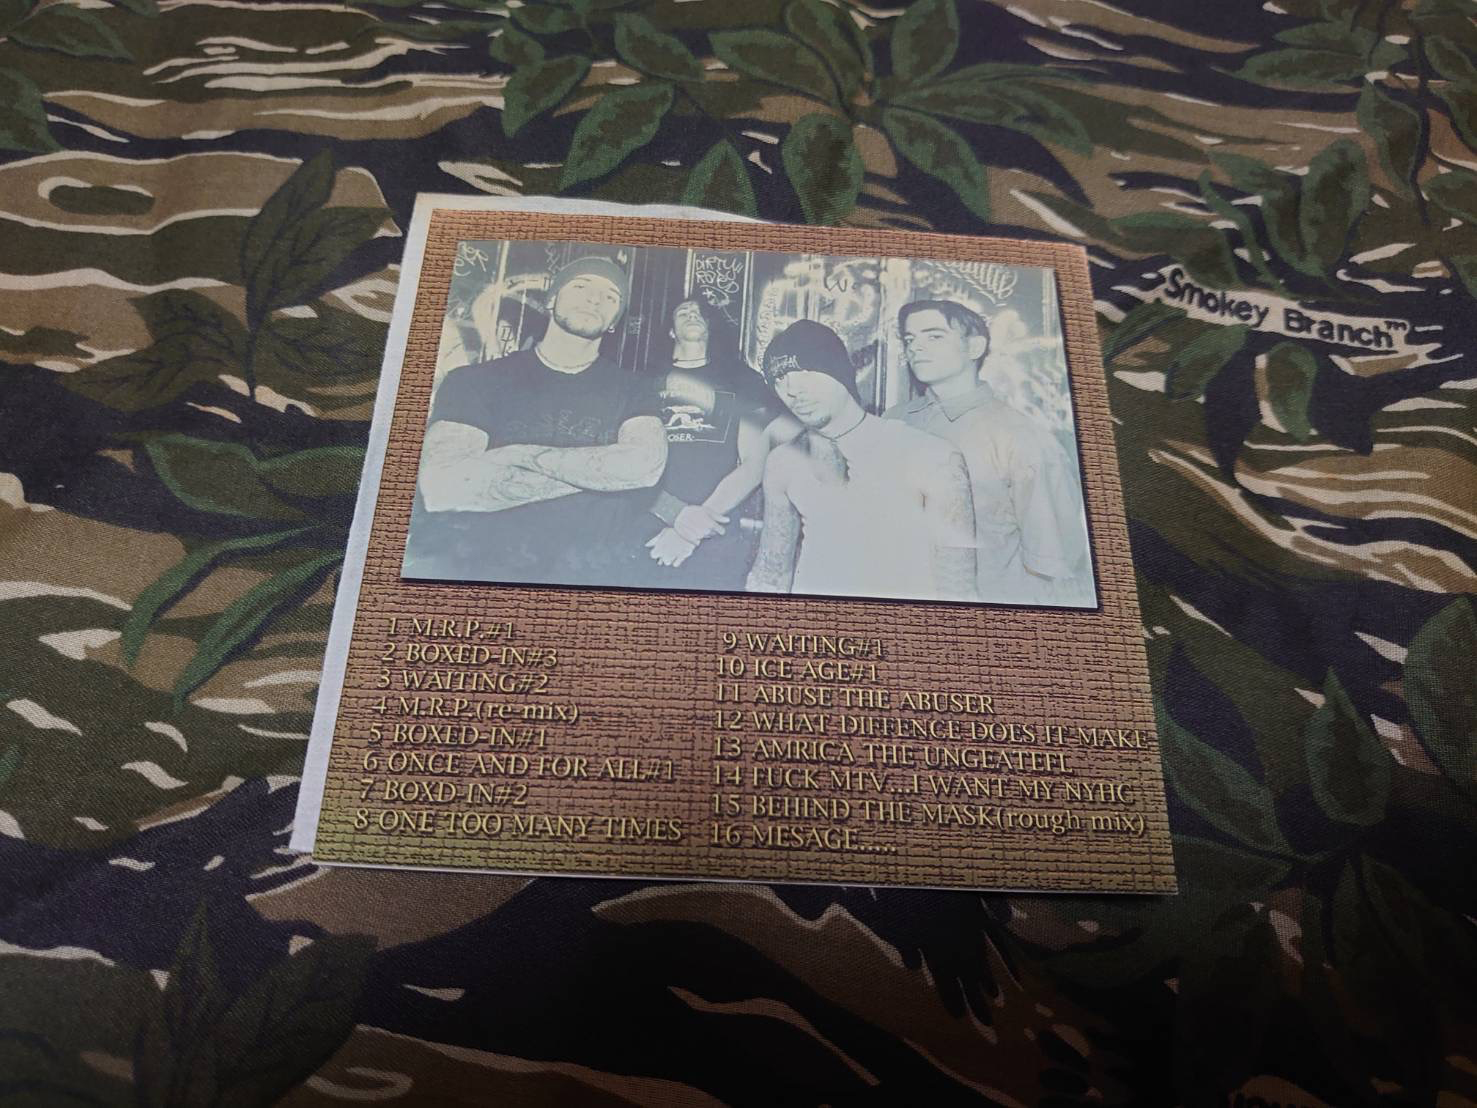 DIRTY
ROVES
OSER
Smokey Branch™
1 M.R.P.#1
2 BOXED-IN#3
3 WAITING#2
4 M.R.P.(re-mix)
5 BOXED-IN#1
6 ONCE AND FOR ALL#1
7 BOXD-IN#2
8 ONE TOO MANY TIMES
9 WAITING#1
10 ICE AGE#1
11 ABUSE THE ABUSER
12 WHAT DIFFENCE DOES IT MAKE
13 AMRICA THE UNGEATEFL
14 FUCK MTV...I WANT MY NYHC
15 BEHIND THE MASK(rough mix)
16 MESAGE.....